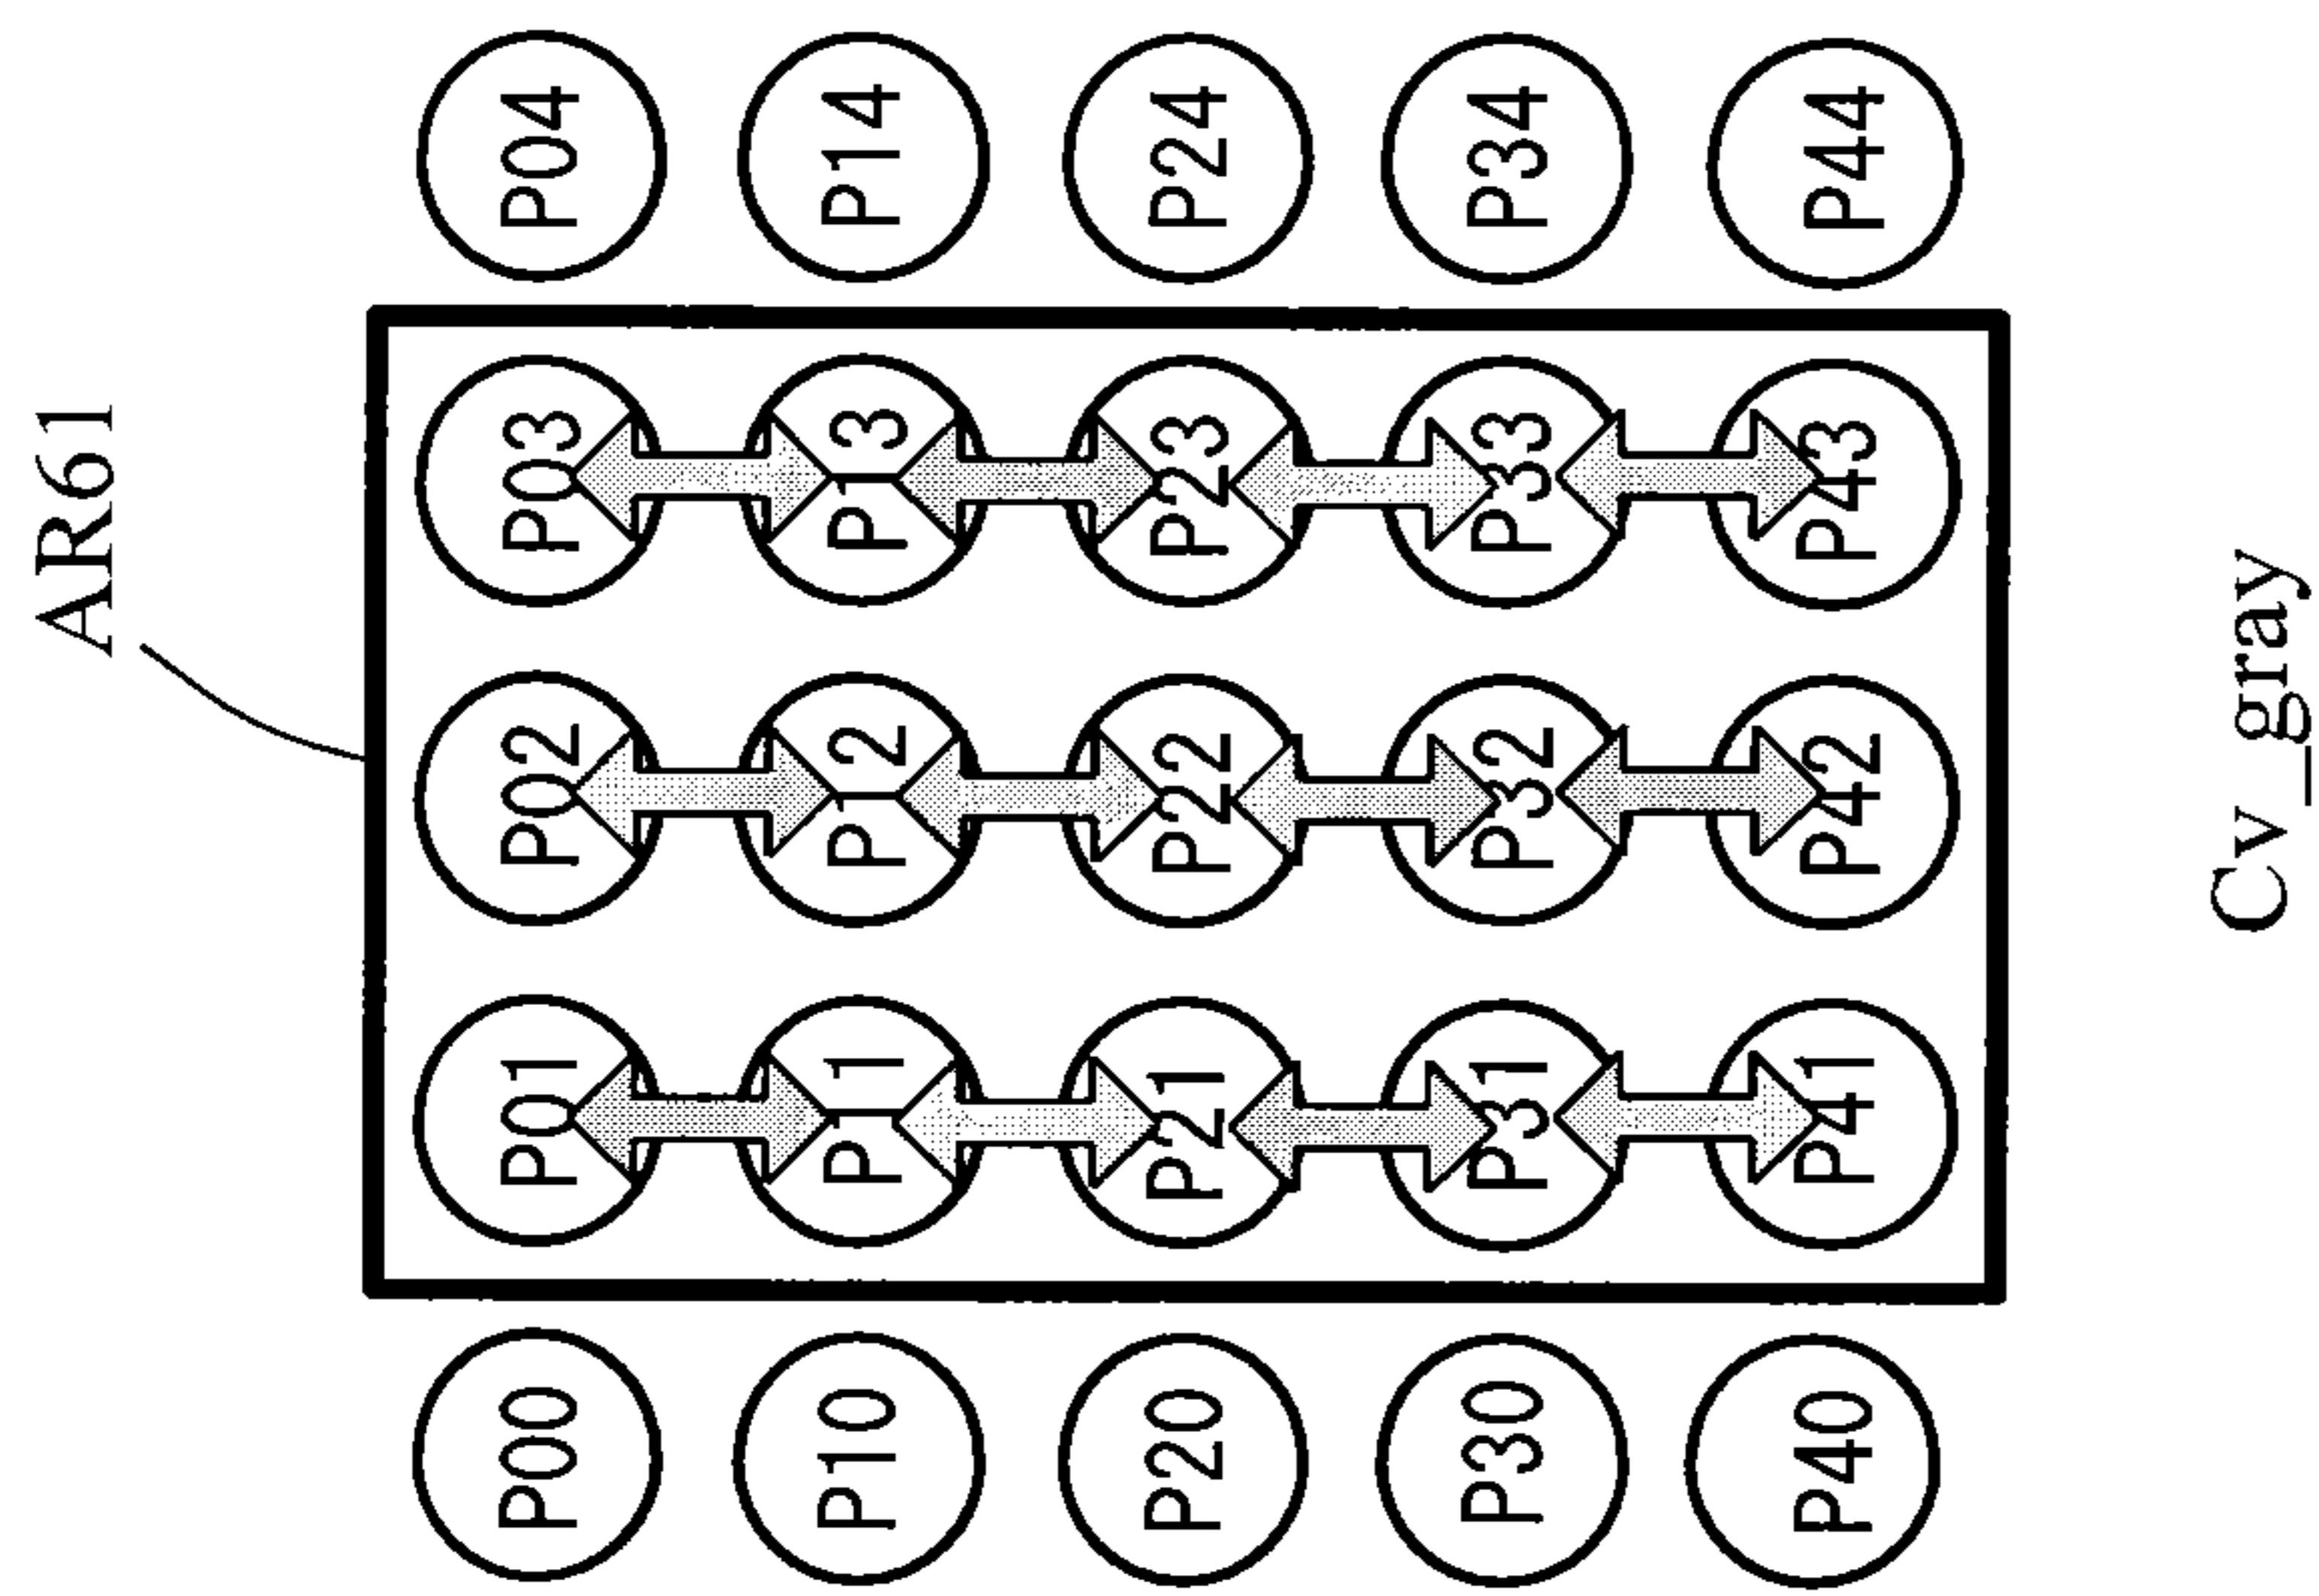 AR61
P00 P01 P02 P03 P04
P10 P11 P12 P13 P14
P20 P21 P22 P23 P24
P30 P31 P32 P33 P34
P40 P41 P42 P43 P44
Cv_gray